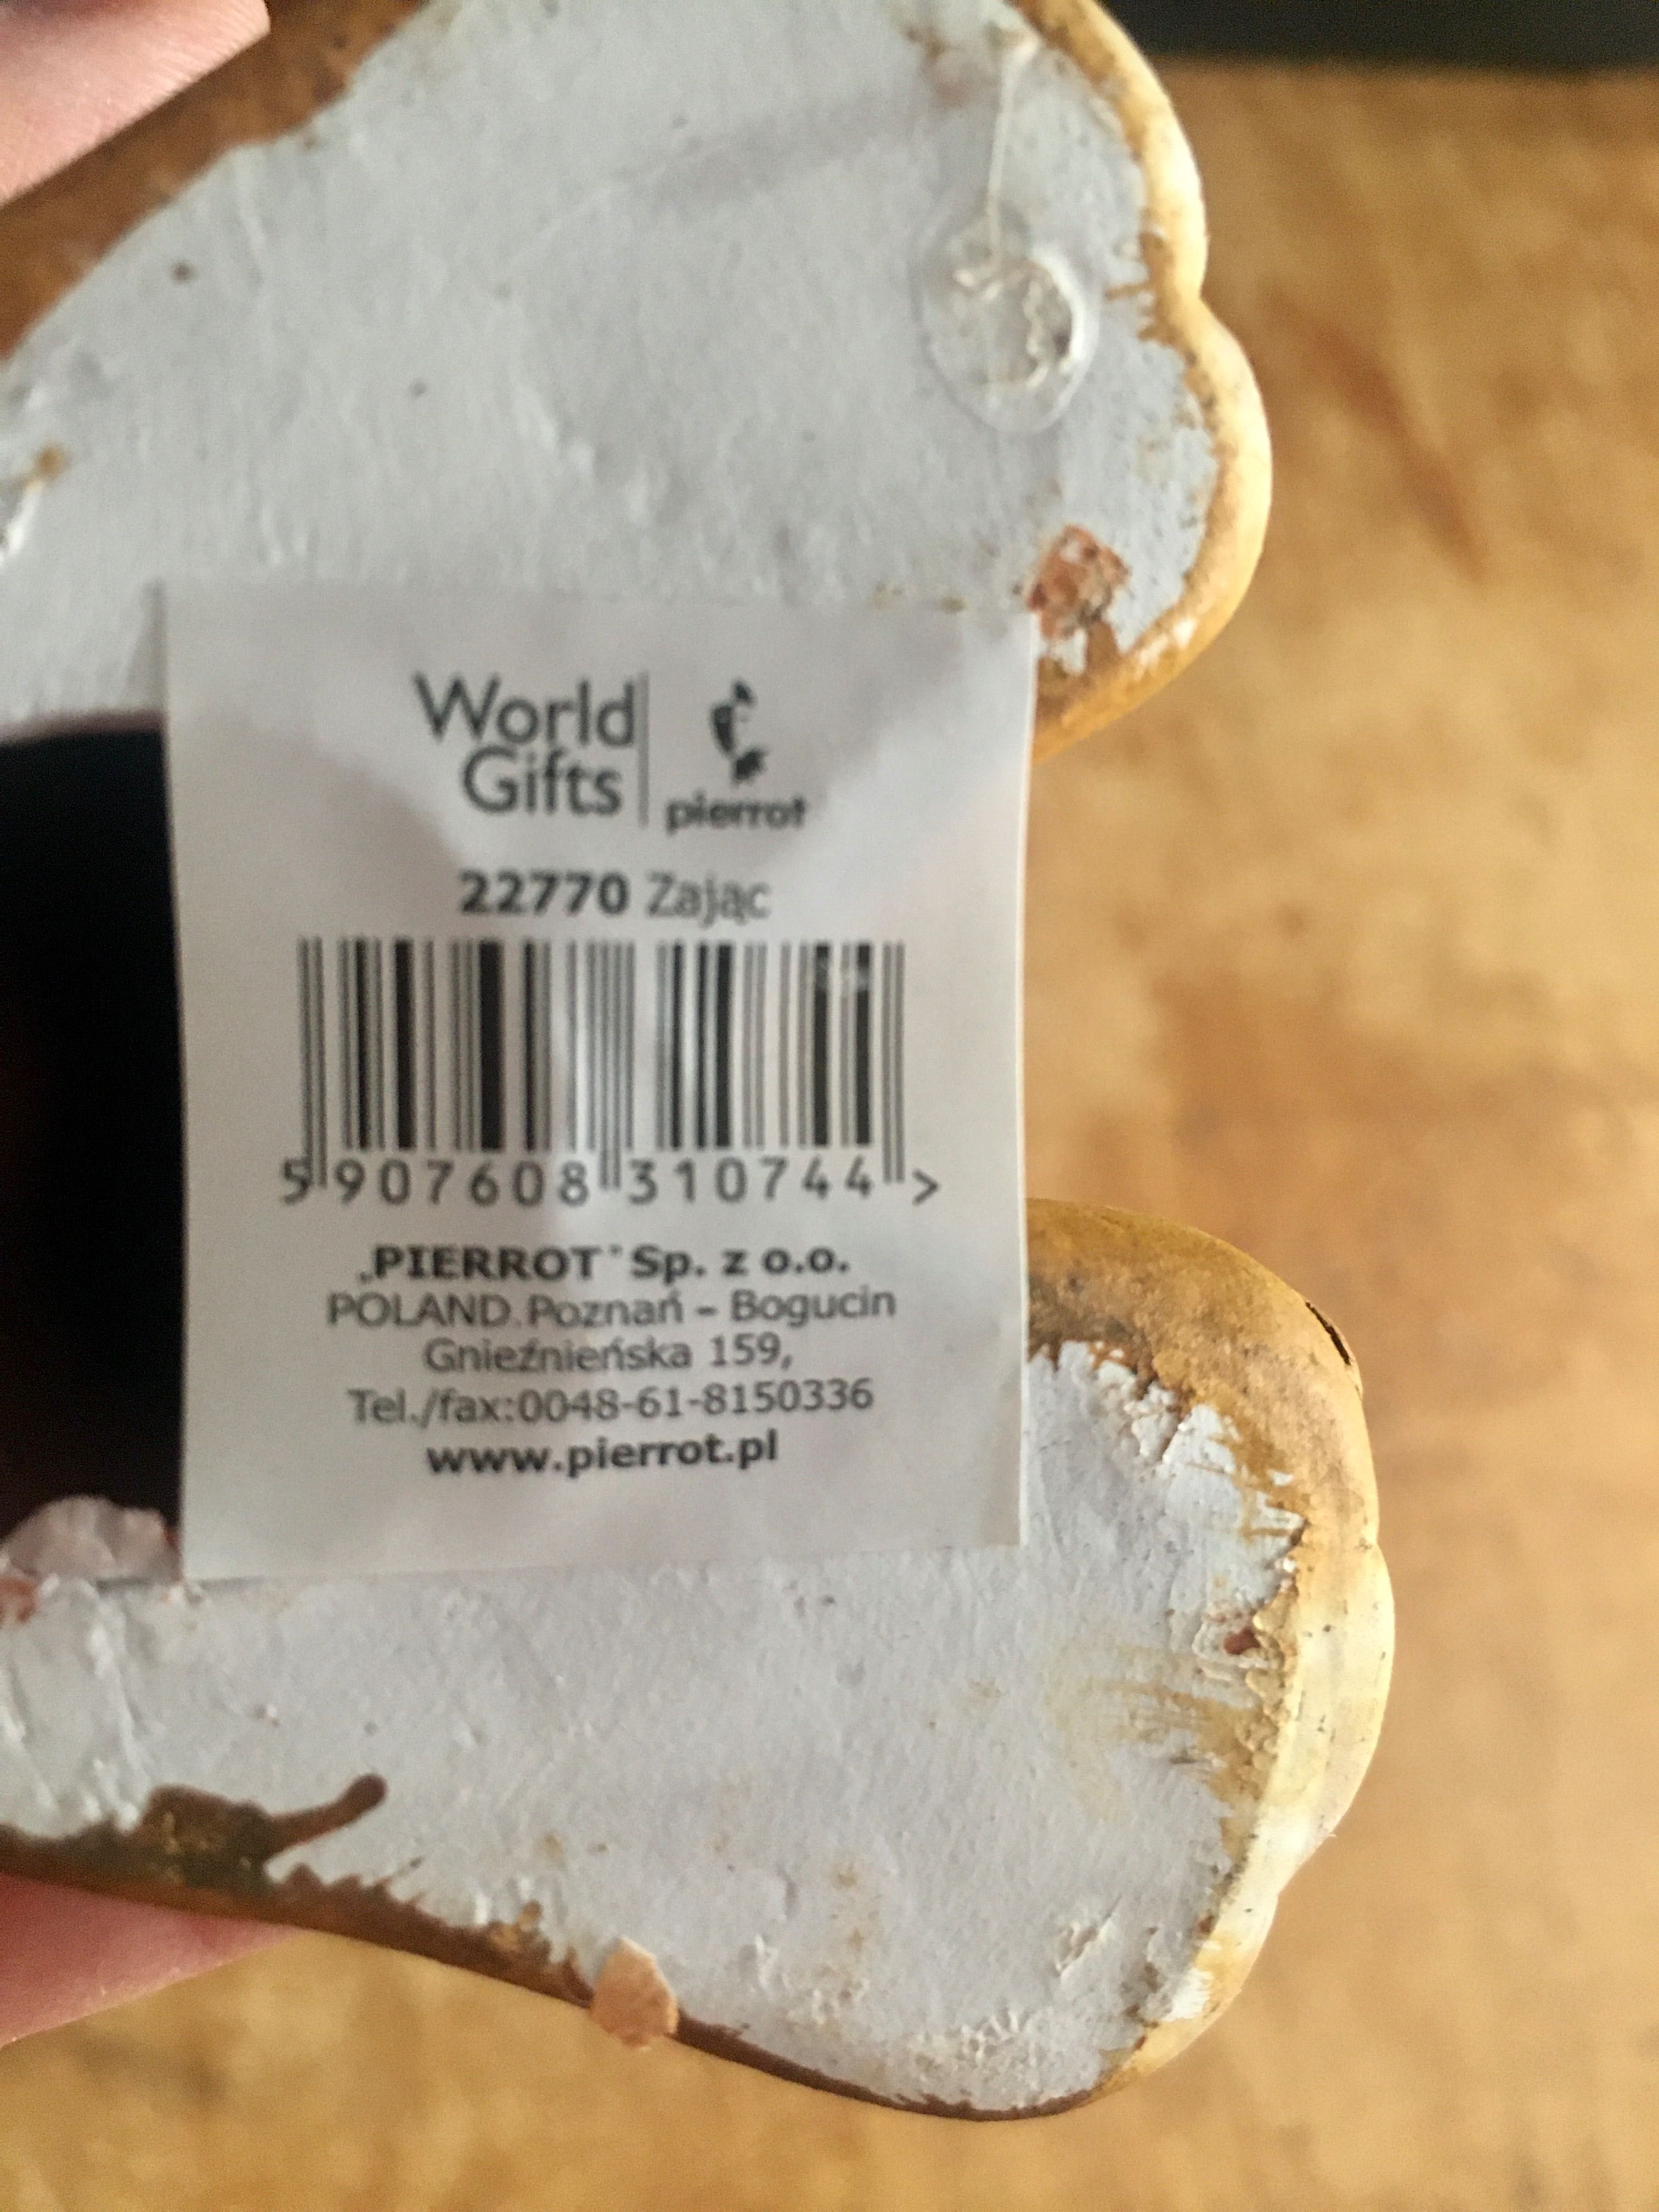 World
Gifts
pierrot
22770 Zając
5907608310744>
„PIERROT" Sp. z o.o.
POLAND. Poznań – Bogucin
Gnieźnieńska 159,
Tel./fax:0048-61-8150336
www.pierrot.pl